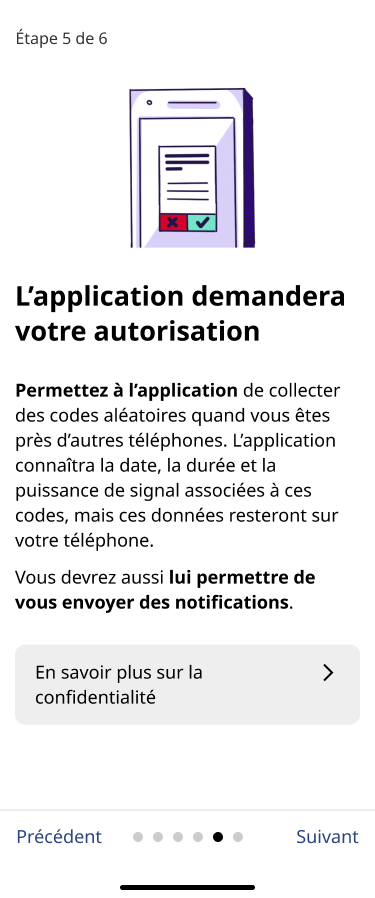 Étape 5 de 6
L’application demandera
votre autorisation
Permettez à l’application de collecter
des codes aléatoires quand vous êtes
près d’autres téléphones. L’application
connaîtra la date, la durée et la
puissance de signal associées à ces
codes, mais ces données resteront sur
votre téléphone.
Vous devrez aussi lui permettre de
vous envoyer des notifications.
En savoir plus sur la
confidentialité
Précédent
Suivant